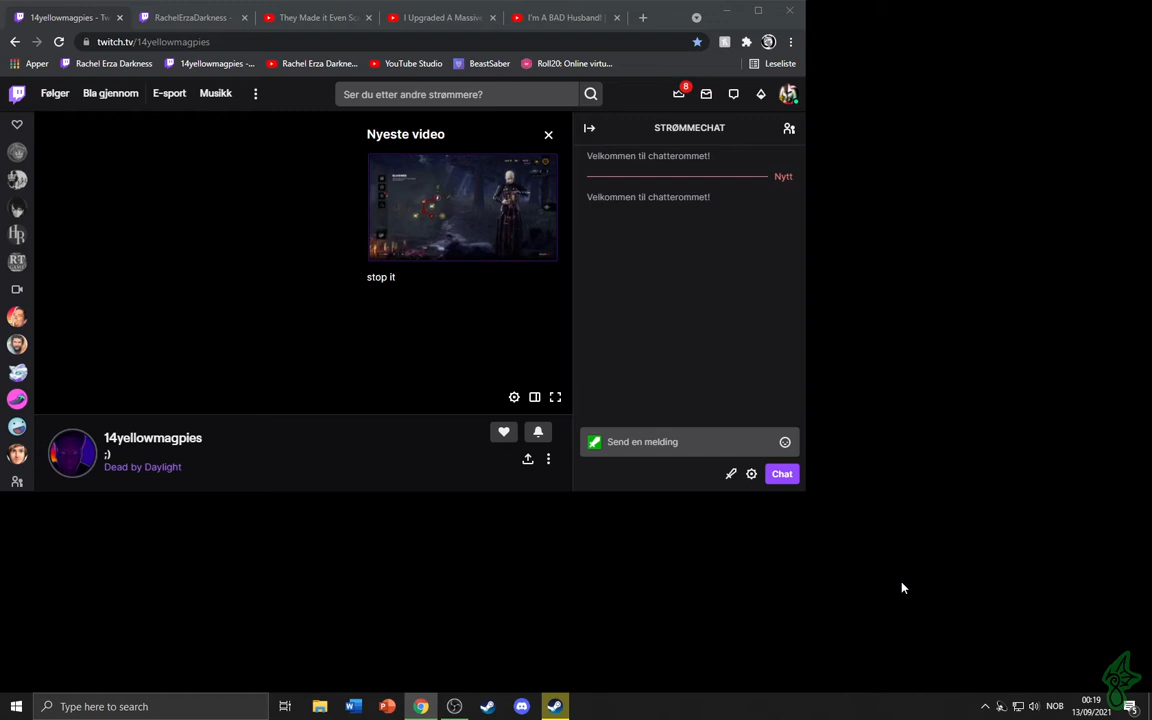 14yellowmagpies - Tw
RachelErzaDarkness -
They Made it Even Sc
I Upgraded A Massive
I'm A BAD Husband! |
twitch.tv/14yellowmagpies
Apper
Rachel Erza Darkness
14yellowmagpies -...
Rachel Erza Darkne...
YouTube Studio
BeastSaber
Roll20: Online virtu...
Leseliste
Følger
Bla gjennom
E-sport
Musikk
Ser du etter andre strømmere?
8
Nyeste video
STRØMMECHAT
Velkommen til chatterommet!
Nytt
Velkommen til chatterommet!
HR
RT
stop it
14yellowmagpies
;)
Dead by Daylight
Send en melding
Chat
Type here to search
NOB
00:19
13/09/2021
5